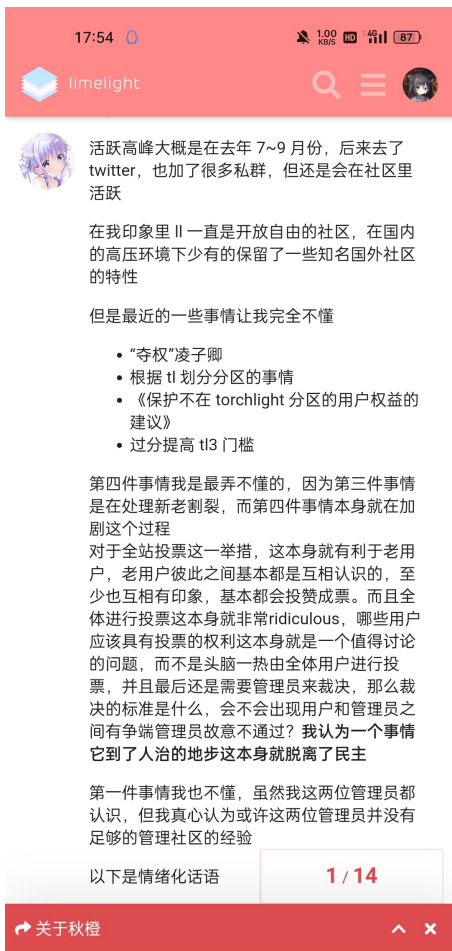 17:54
1.00
KB/S
HD
4G
87
limelight
活跃高峰大概是在去年 7~9 月份，后来去了
twitter，也加了很多私群，但还是会在社区里
活跃
在我印象里 ll 一直是开放自由的社区，在国内
的高压环境下少有的保留了一些知名国外社区
的特性
但是最近的一些事情让我完全不懂
• “夺权”凌子卿
• 根据 tl 划分分区的事情
• 《保护不在 torchlight 分区的用户权益的
建议》
• 过分提高 tl3 门槛
第四件事情我是最弄不懂的，因为第三件事情
是在处理新老割裂，而第四件事情本身就在加
剧这个过程
对于全站投票这一举措，这本身就有利于老用
户，老用户彼此之间基本都是互相认识的，至
少也互相有印象，基本都会投赞成票。而且全
体进行投票这本身就非常ridiculous，哪些用户
应该具有投票的权利这本身就是一个值得讨论
的问题，而不是头脑一热由全体用户进行投
票，并且最后还是需要管理员来裁决，那么裁
决的标准是什么，会不会出现用户和管理员之
间有争端管理员故意不通过？我认为一个事情
它到了人治的地步这本身就脱离了民主
第一件事情我也不懂，虽然我这两位管理员都
认识，但我真心认为或许这两位管理员并没有
足够的管理社区的经验
以下是情绪化话语
1 / 14
关于秋橙